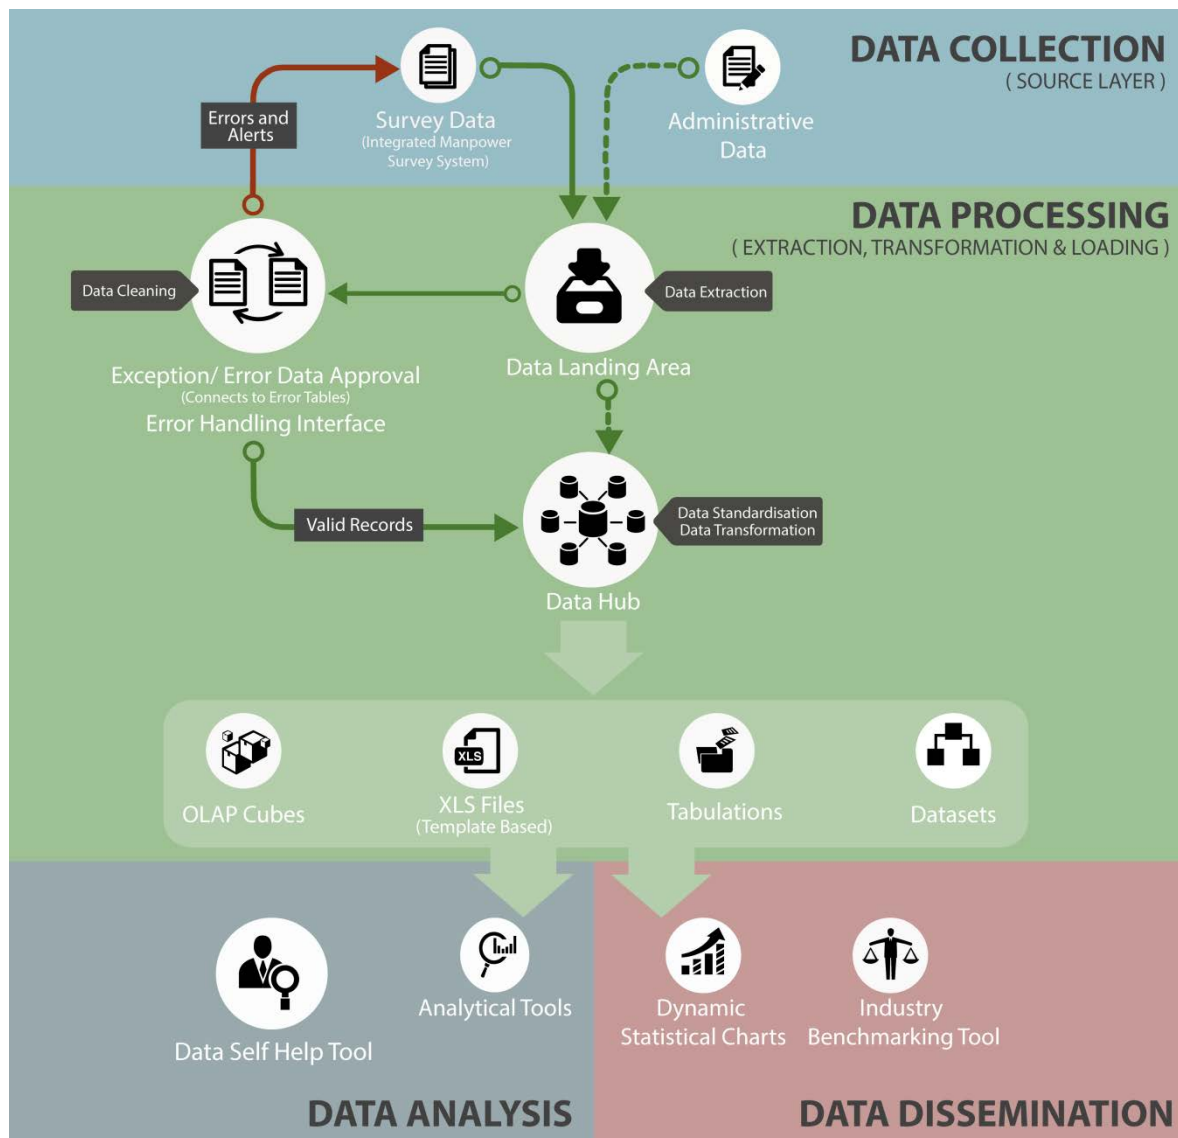 DATA COLLECTION
( SOURCE LAYER )
Errors and
Alerts
Survey Data
(Integrated Manpower
Survey System)
Administrative
Data
DATA PROCESSING
( EXTRACTION, TRANSFORMATION & LOADING )
Data Cleaning
Data Extraction
Exception/ Error Data Approval
(Connects to Error Tables)
Error Handling Interface
Data Landing Area
Valid Records
Data Standardisation
Data Transformation
Data Hub
OLAP Cubes
XLS
XLS Files
(Template Based)
Tabulations
Datasets
Data Self Help Tool
Analytical Tools
Dynamic
Statistical Charts
Industry
Benchmarking Tool
DATA ANALYSIS
DATA DISSEMINATION